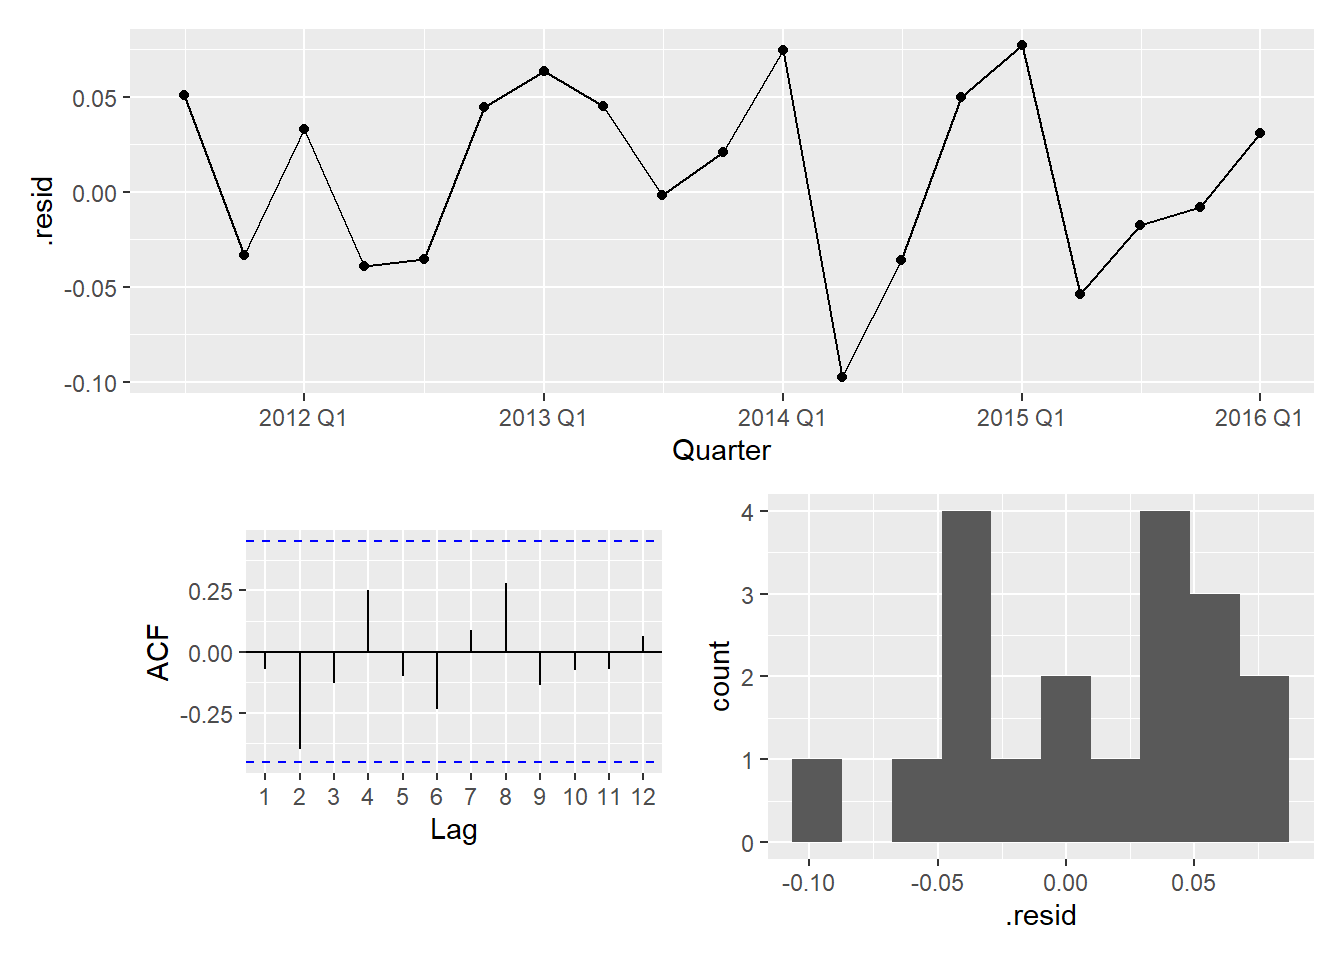 0.05
0.00
-0.05
-0.10
.resid
2012 Q1 2013 Q1 2014 Q1 2015 Q1 2016 Q1
Quarter
0.25
0.00
-0.25
ACF
1 2 3 4 5 6 7 8 9 10 11 12
Lag
4
3
2
1
0
count
-0.10 -0.05 0.00 0.05
.resid